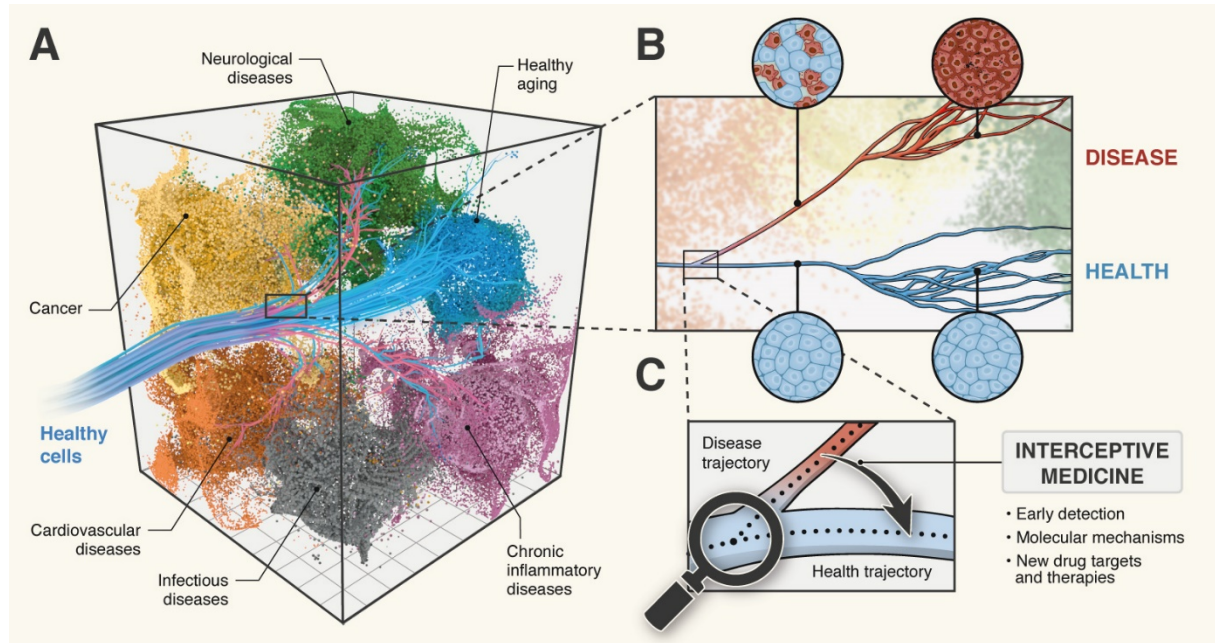 A
Neurological
diseases
Healthy
aging
Cancer
Healthy
cells
Cardiovascular
diseases
Infectious
diseases
Chronic
inflammatory
diseases
B
DISEASE
HEALTH
C
Disease
trajectory
Health trajectory
INTERCEPTIVE
MEDICINE
• Early detection
• Molecular mechanisms
• New drug targets
and therapies